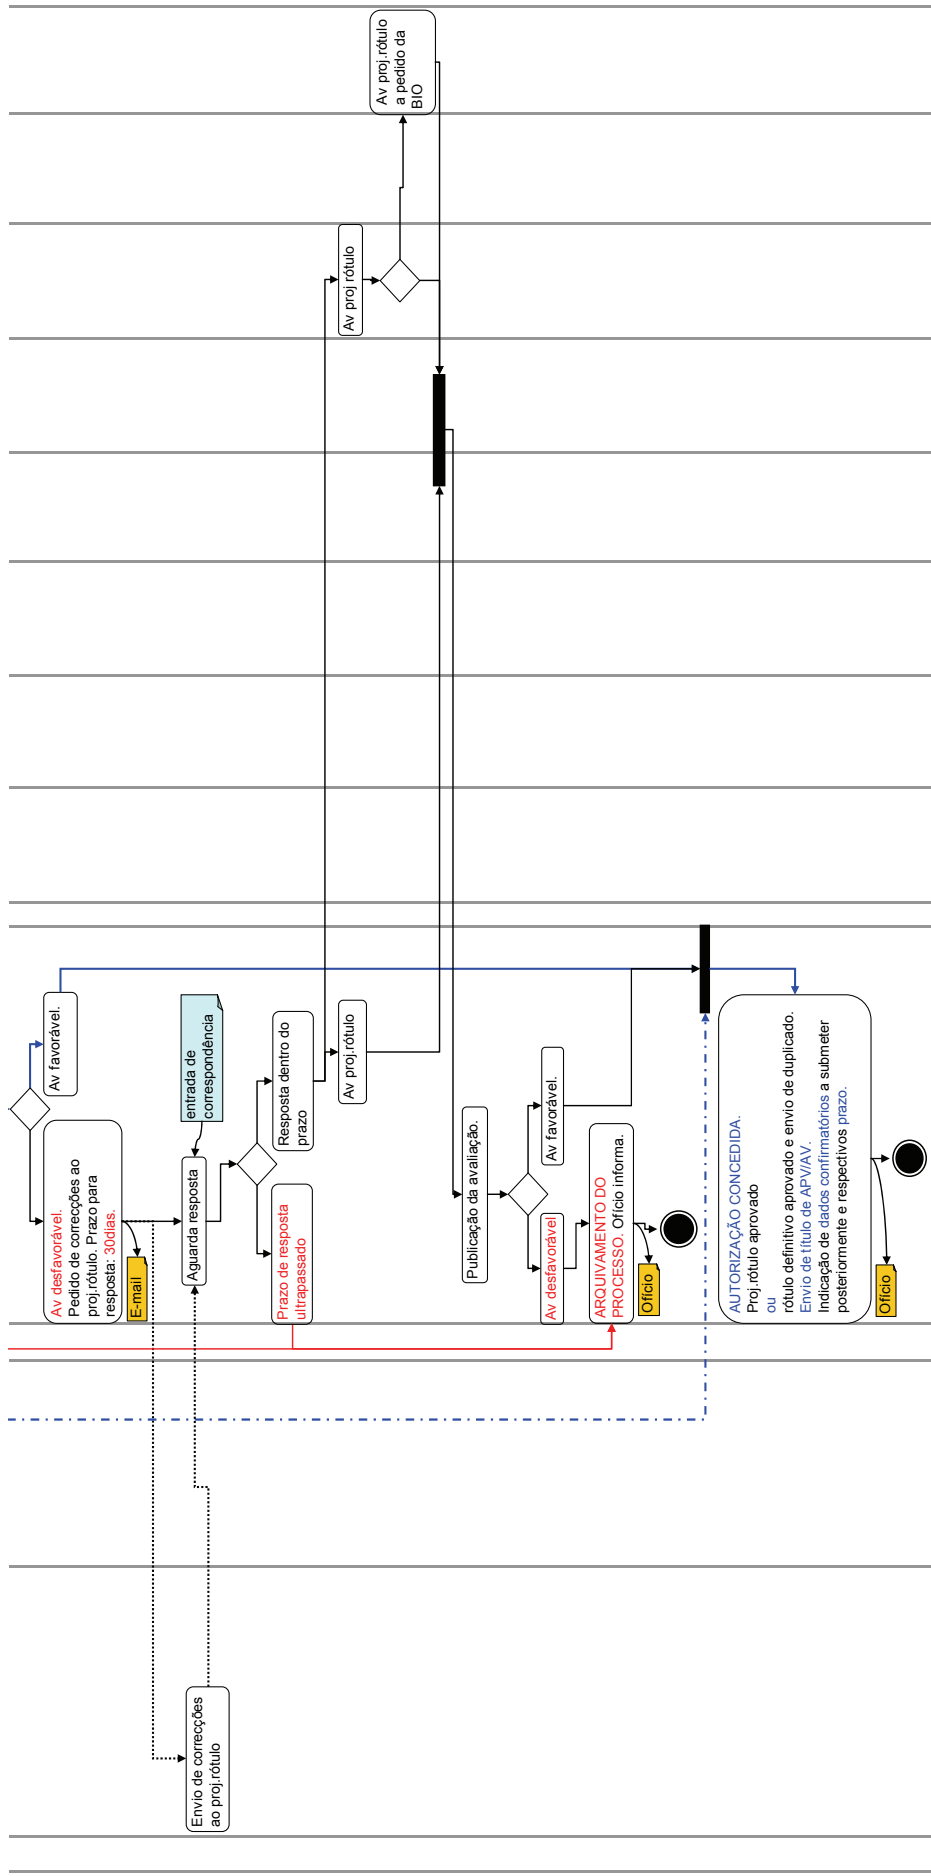 Av desfavorável.
Pedido de correcções ao
proj.rótulo. Prazo para
resposta: 30dias.
E-mail
Av favorável.
Envio de correcções
ao proj.rótulo
Aguarda resposta
entrada de
correspondência
Prazo de resposta
ultrapassado
Resposta dentro do
prazo
Av proj.rótulo
Av proj rótulo
Av proj.rótulo
a pedido da
BIO
Publicação da avaliação.
Av desfavorável
Av favorável.
ARQUIVAMENTO DO
PROCESSO. Ofício informa.
Ofício
AUTORIZAÇÃO CONCEDIDA.
Proj.rótulo aprovado
ou
rótulo definitivo aprovado e envio de duplicado.
Envio de título de APV/AV.
Indicação de dados confirmatórios a submeter
posteriormente e respectivos prazo.
Ofício